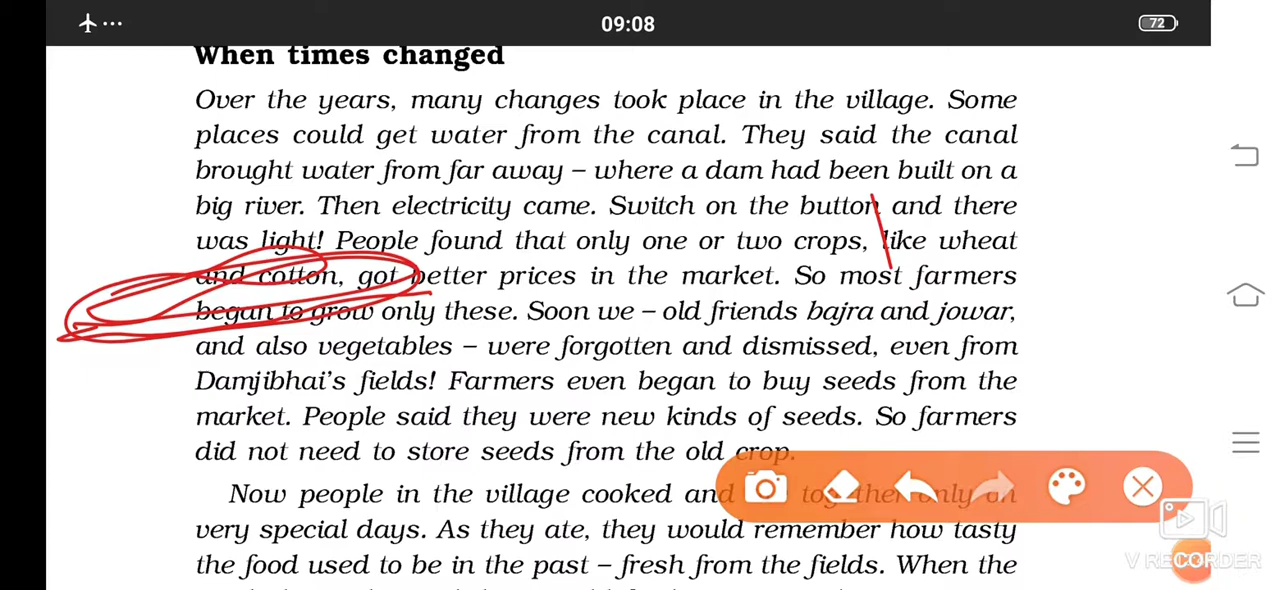 09:08
72
When times changed
Over the years, many changes took place in the village. Some
places could get water from the canal. They said the canal
brought water from far away – where a dam had been built on a
big river. Then electricity came. Switch on the button and there
was light! People found that only one or two crops, like wheat
and cotton, got better prices in the market. So most farmers
began to grow only these. Soon we – old friends bajra and jowar,
and also vegetables – were forgotten and dismissed, even from
Damjibhai's fields! Farmers even began to buy seeds from the
market. People said they were new kinds of seeds. So farmers
did not need to store seeds from the old crop.
Now people in the village cooked and together only on
very special days. As they ate, they would remember how tasty
the food used to be in the past – fresh from the fields. When the
V RECORDER